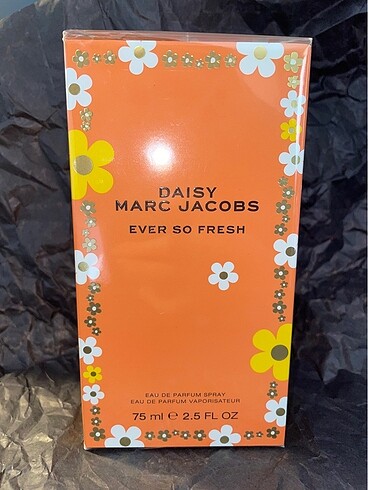 DAISY
MARC JACOBS
EVER SO FRESH
EAU DE PARFUM SPRAY
EAU DE PARFUM VAPORISATEUR
75 ml ℮ 2.5 FL OZ